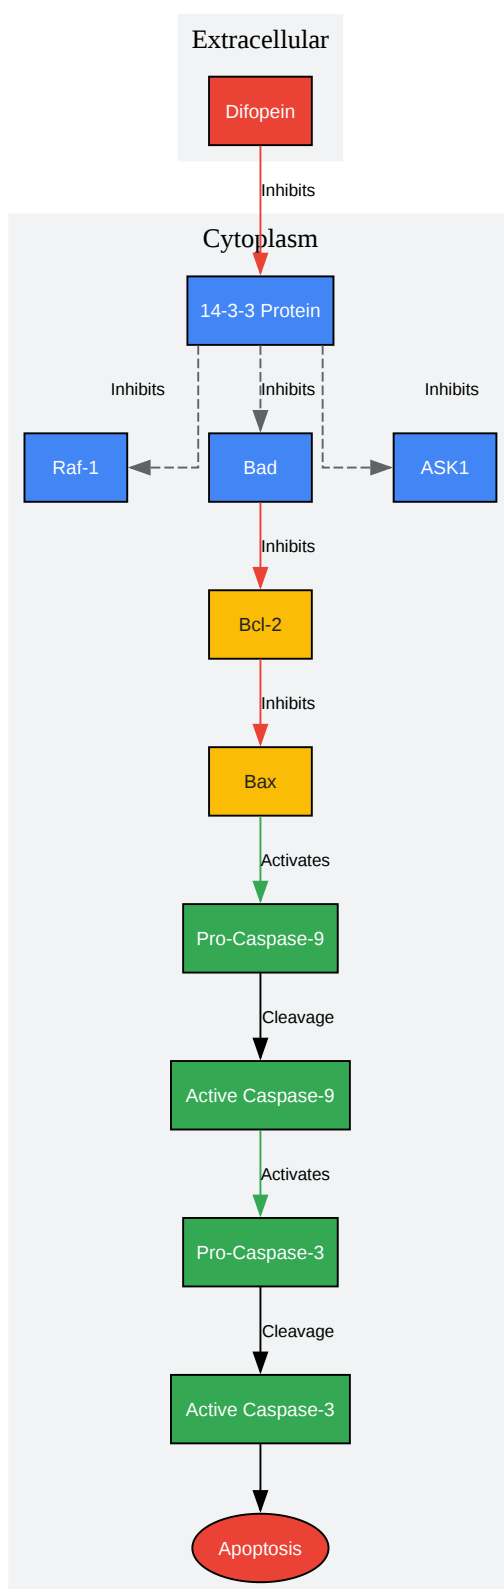 Extracellular
Difopein
Inhibits
Cytoplasm
14-3-3 Protein
Inhibits
Inhibits
Inhibits
Raf-1
Bad
ASK1
Inhibits
Bcl-2
Inhibits
Bax
Activates
Pro-Caspase-9
Cleavage
Active Caspase-9
Activates
Pro-Caspase-3
Cleavage
Active Caspase-3
Apoptosis